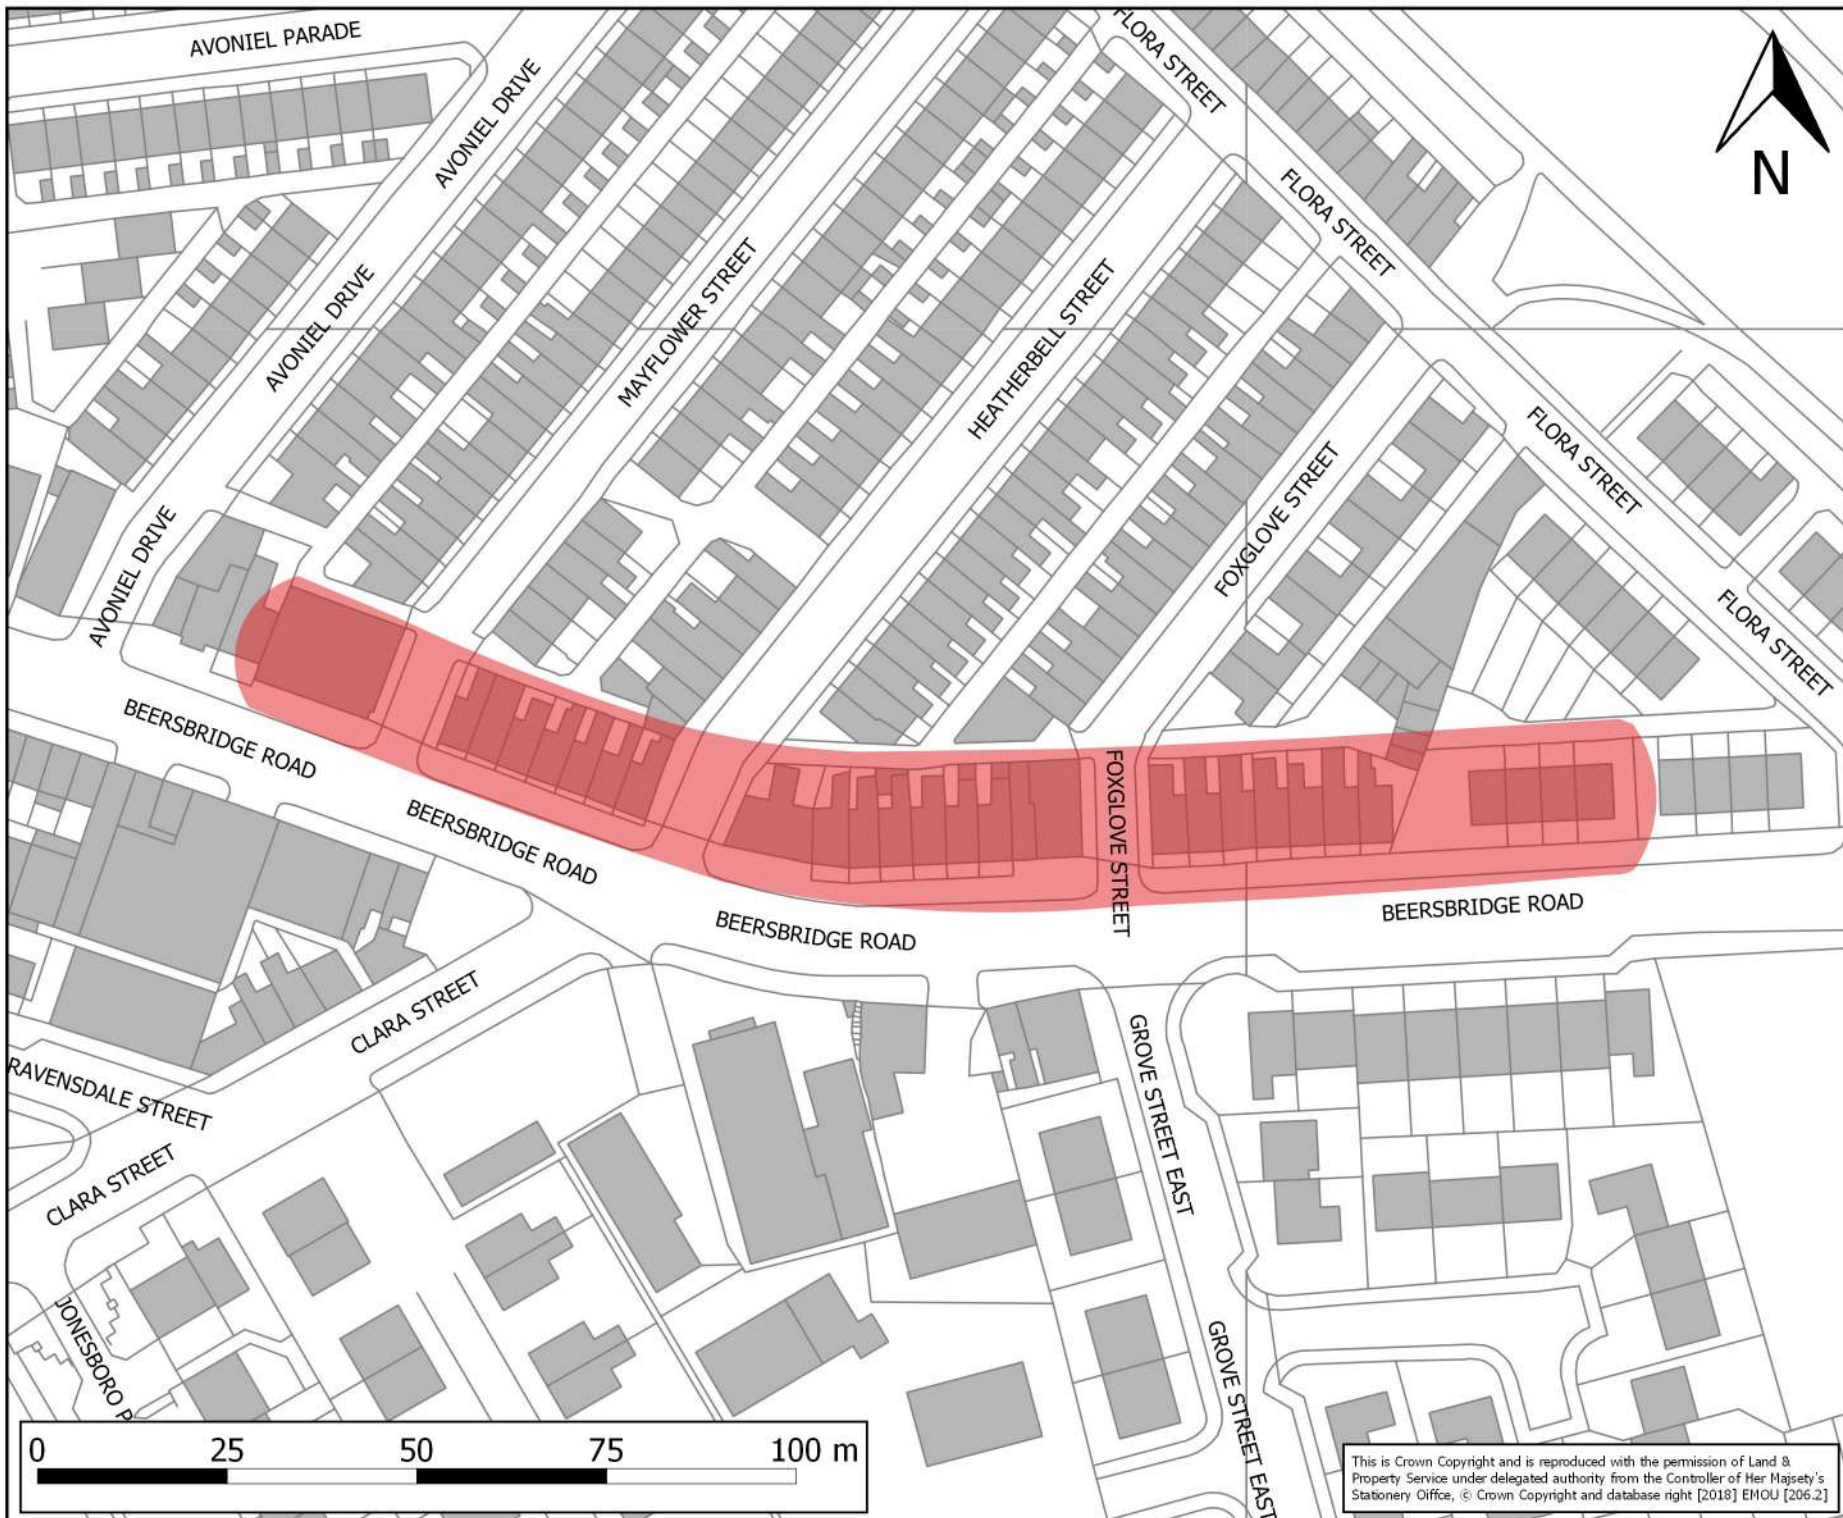 AVONIEL PARADE
FLORA STREET
AVONIEL DRIVE
N
FLORA STREET
MAYFLOWER STREET
HEATHERBELL STREET
AVONIEL DRIVE
FLORA STREET
FOXGLOVE STREET
AVONIEL DRIVE
FLORA STREET
BEERSBRIDGE ROAD
FOXGLOVE STREET
BEERSBRIDGE ROAD
BEERSBRIDGE ROAD
BEERSBRIDGE ROAD
CLARA STREET
GROVE STREET EAST
RAVENSDALE STREET
CLARA STREET
JONESBORO P
GROVE STREET EAST
0 25 50 75 100 m
This is Crown Copyright and is reproduced with the permission of Land &
Property Service under delegated authority from the Controller of Her Majsety's
Stationery Oiffce, © Crown Copyright and database right [2018] EMOU [206.2]